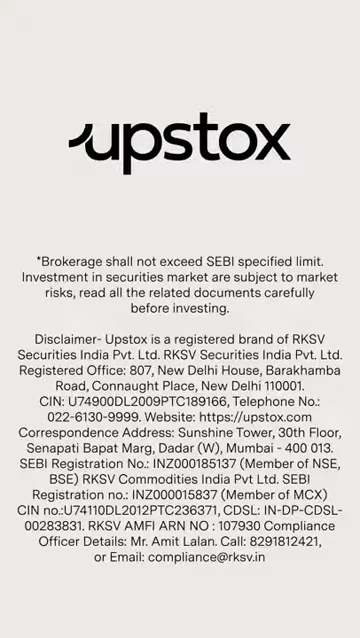 upstox
*Brokerage shall not exceed SEBI specified limit.
Investment in securities market are subject to market
risks, read all the related documents carefully
before investing.
Disclaimer- Upstox is a registered brand of RKSV
Securities India Pvt. Ltd. RKSV Securities India Pvt. Ltd.
Registered Office: 807, New Delhi House, Barakhamba
Road, Connaught Place, New Delhi 110001.
CIN: U74900DL2009PTC189166, Telephone No.:
022-6130-9999. Website: https://upstox.com
Correspondence Address: Sunshine Tower, 30th Floor,
Senapati Bapat Marg, Dadar (W), Mumbai - 400 013.
SEBI Registration No.: INZ000185137 (Member of NSE,
BSE) RKSV Commodities India Pvt Ltd. SEBI
Registration no.: INZ000015837 (Member of MCX)
CIN no.:U74110DL2012PTC236371, CDSL: IN-DP-CDSL-
00283831. RKSV AMFI ARN NO : 107930 Compliance
Officer Details: Mr. Amit Lalan. Call: 8291812421,
or Email: compliance@rksv.in